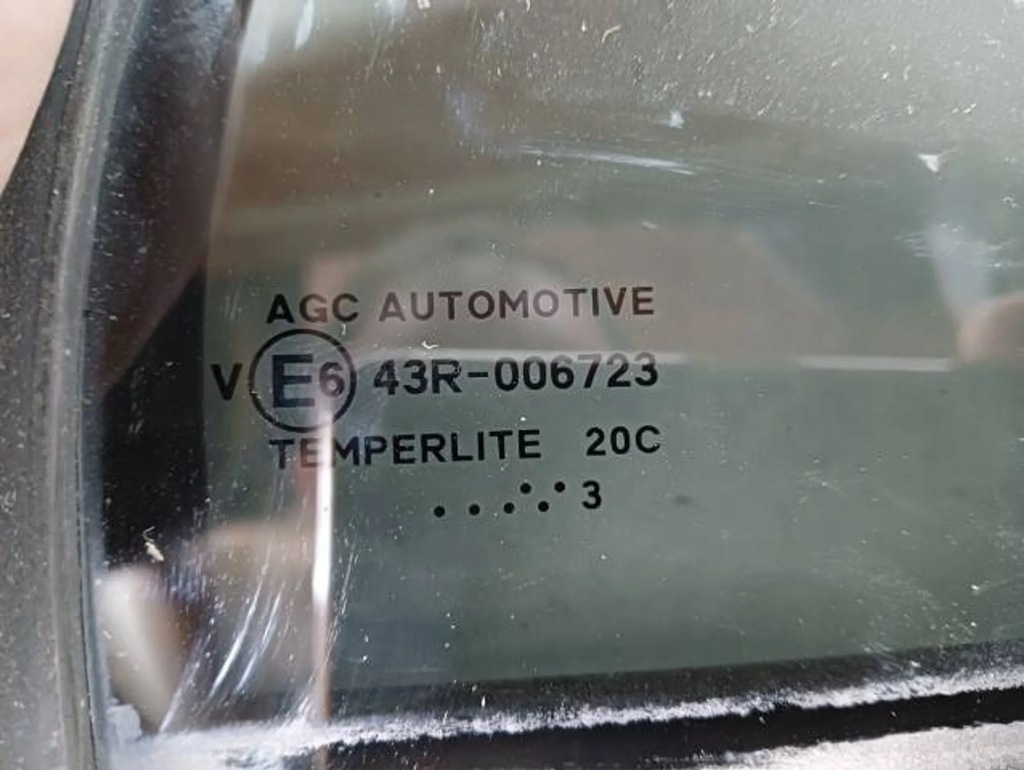 AGC AUTOMOTIVE
V E6 43R-006723
TEMPERLITE 20C
....·.· 3